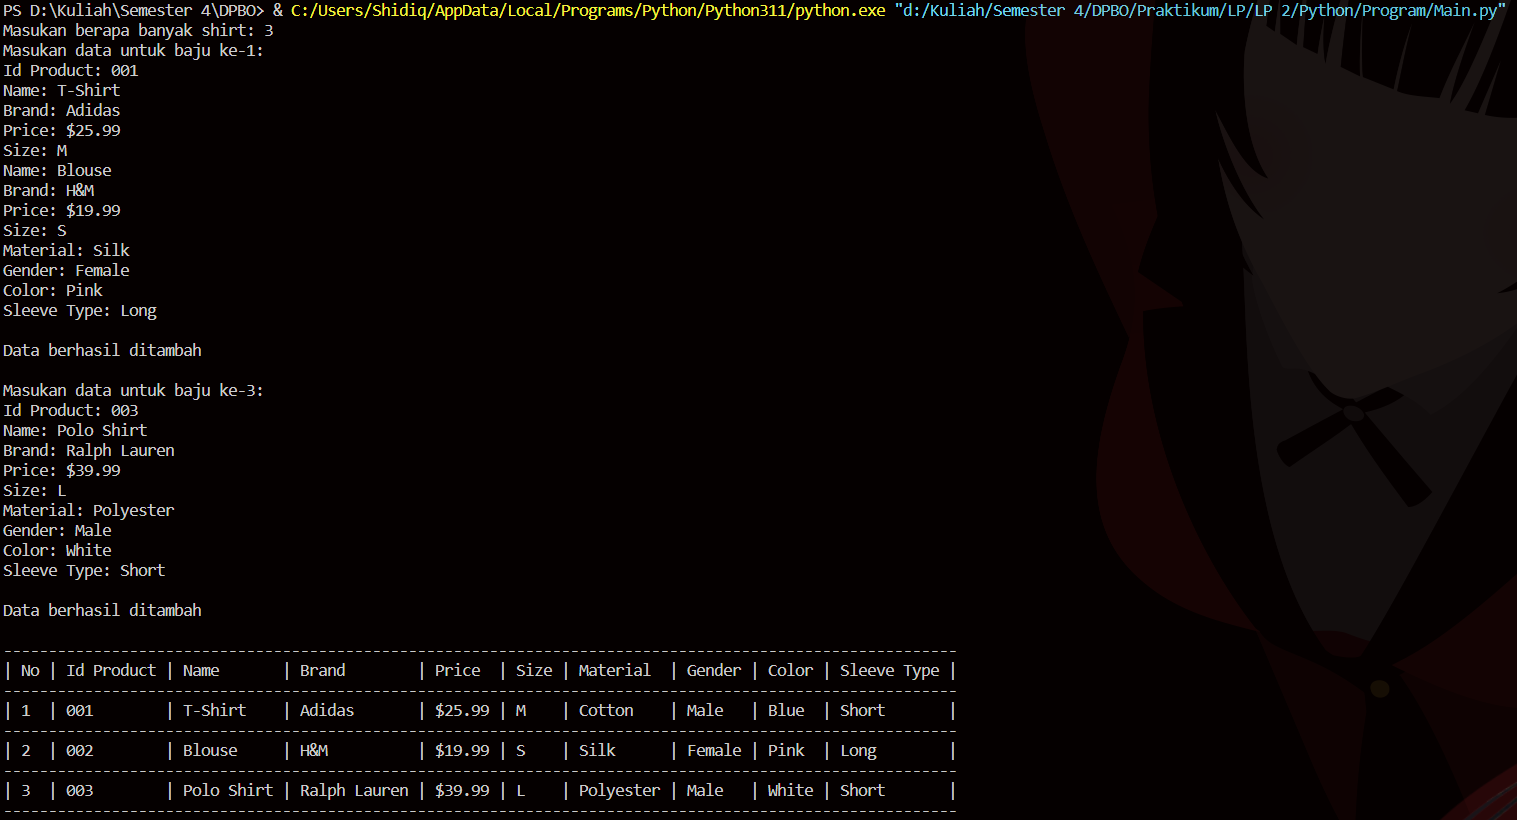 PS D:\Kuliah\Semester 4\DPBO> & C:/Users/Shidiq/AppData/Local/Programs/Python/Python311/python.exe "d:/Kuliah/Semester 4/DPBO/Praktikum/LP/LP 2/Python/Program/Main.py"
Masukan berapa banyak shirt: 3
Masukan data untuk baju ke-1:
Id Product: 001
Name: T-Shirt
Brand: Adidas
Price: $25.99
Size: M
Name: Blouse
Brand: H&M
Price: $19.99
Size: S
Material: Silk
Gender: Female
Color: Pink
Sleeve Type: Long

Data berhasil ditambah

Masukan data untuk baju ke-3:
Id Product: 003
Name: Polo Shirt
Brand: Ralph Lauren
Price: $39.99
Size: L
Material: Polyester
Gender: Male
Color: White
Sleeve Type: Short

Data berhasil ditambah

----------------------------------------------------------------------------------------------------------
| No | Id Product | Name       | Brand        | Price  | Size | Material  | Gender | Color | Sleeve Type |
----------------------------------------------------------------------------------------------------------
| 1  | 001        | T-Shirt    | Adidas       | $25.99 | M    | Cotton    | Male   | Blue  | Short       |
----------------------------------------------------------------------------------------------------------
| 2  | 002        | Blouse     | H&M          | $19.99 | S    | Silk      | Female | Pink  | Long        |
----------------------------------------------------------------------------------------------------------
| 3  | 003        | Polo Shirt | Ralph Lauren | $39.99 | L    | Polyester | Male   | White | Short       |
----------------------------------------------------------------------------------------------------------